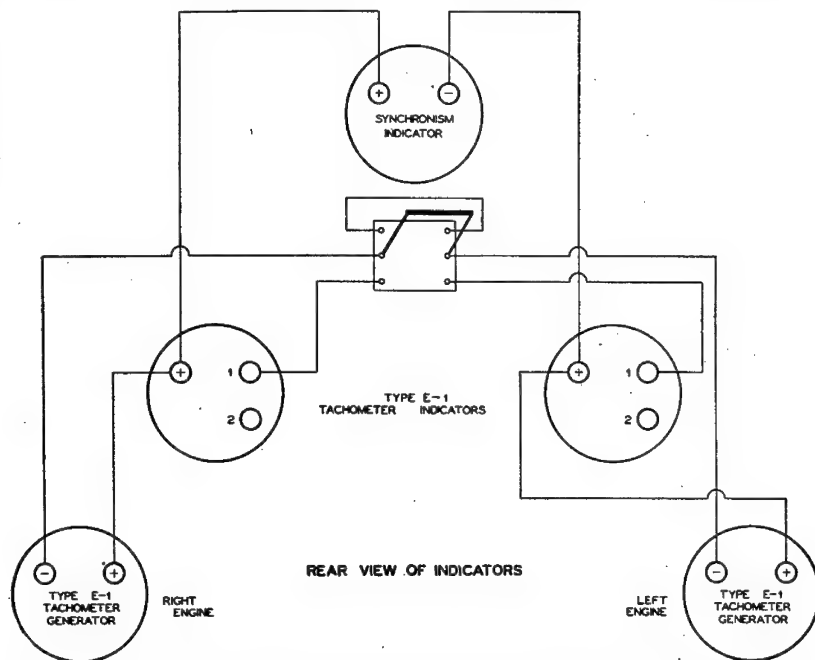 + −
SYNCHRONISM
INDICATOR
+ 1
2
TYPE E-1
TACHOMETER INDICATORS
+ 1
2
− +
TYPE E-1
TACHOMETER
GENERATOR
RIGHT
ENGINE
REAR VIEW OF INDICATORS
LEFT
ENGINE
− +
TYPE E-1
TACHOMETER
GENERATOR